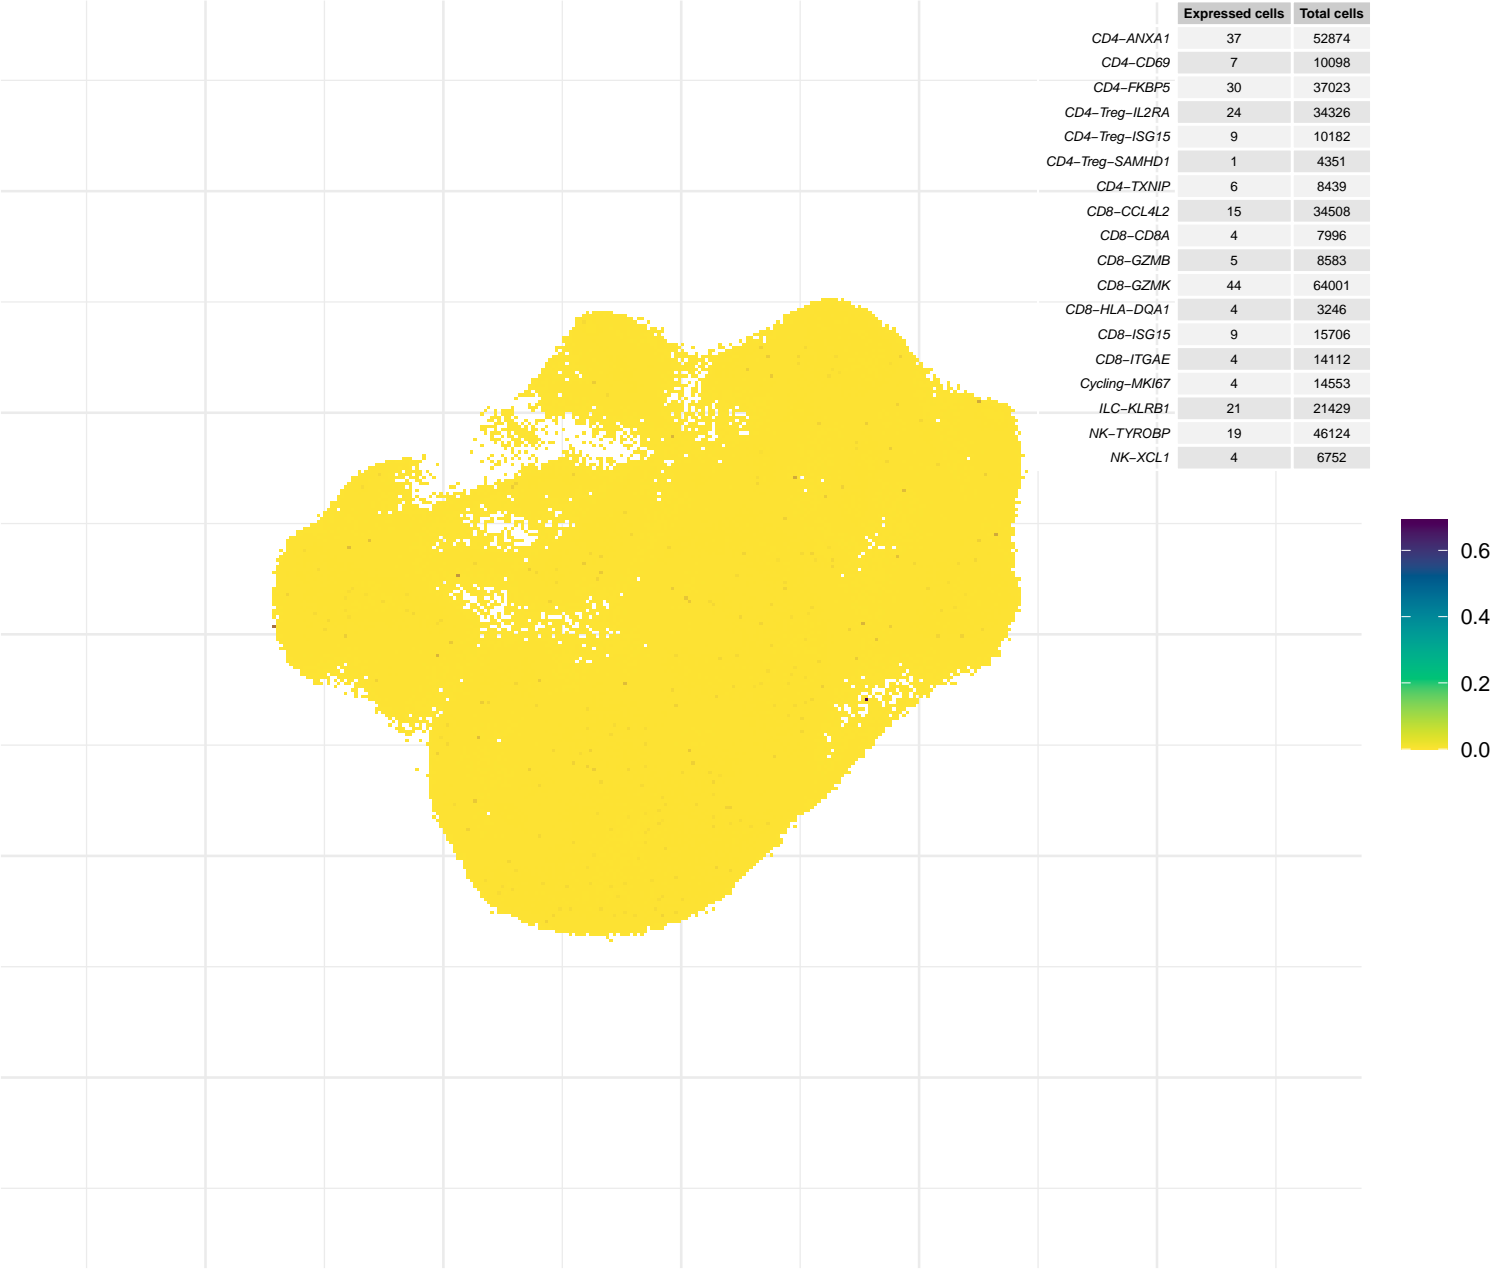 Expressed cells Total cells
CD4−ANXA1 37 52874
CD4−CD69 7 10098
CD4−FKBP5 30 37023
CD4−Treg−IL2RA 24 34326
CD4−Treg−ISG15 9 10182
CD4−Treg−SAMHD1 1 4351
CD4−TXNIP 6 8439
CD8−CCL4L2 15 34508
CD8−CD8A 4 7996
CD8−GZMB 5 8583
CD8−GZMK 44 64001
CD8−HLA−DQA1 4 3246
CD8−ISG15 9 15706
CD8−ITGAE 4 14112
Cycling−MKI67 4 14553
ILC−KLRB1 21 21429
NK−TYROBP 19 46124
NK−XCL1 4 6752
0.6
0.4
0.2
0.0